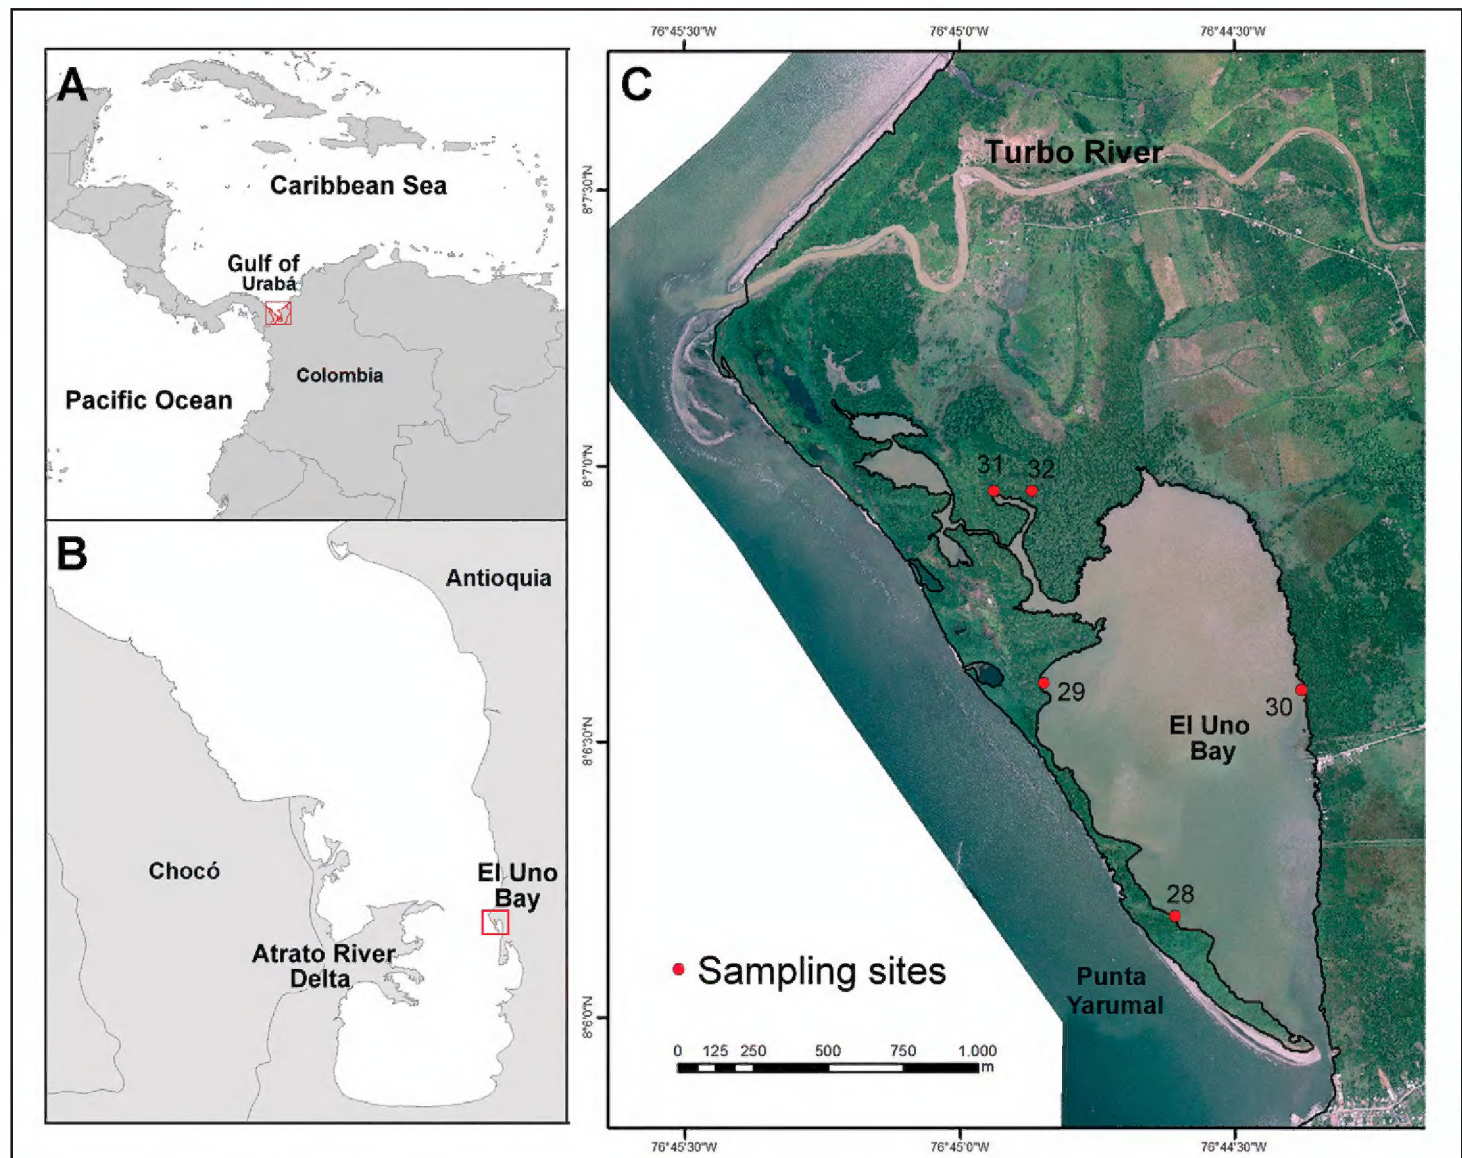 A
Caribbean Sea
Gulf of
Urabá
Colombia
Pacific Ocean
B
Antioquia
Chocó
El Uno
Bay
Atrato River
Delta
76°45'30"W
76°45'0"W
76°44'30"W
C
Turbo River
8°7'30"N
8°7'0"N
8°6'30"N
8°6'0"N
31
32
29
30
El Uno
Bay
28
Punta
Yarumal
Sampling sites
0 125 250 500 750 1.000
m
76°45'30"W
76°45'0"W
76°44'30"W